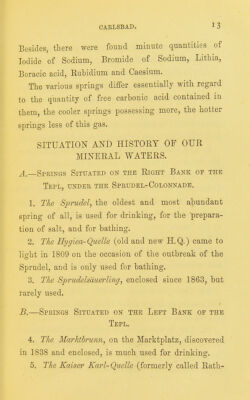 CARLSBAD. 13
Besides, there were found minute quantities of
Iodide of Sodium, Bromide of Sodium, Lithia,
Boracic acid, Rubidium and Caesium.
The various springs differ essentially with regard
to the quantity of free carbonic acid contained in
them, the cooler springs possessing more, the hotter
springs less of this gas.
SITUATION AND HISTORY OF OUR
MINERAL WATERS.
A.—Springs Situated on the Right Bank of the
Tepl, under the Sprudel-Colonnade.
1. The Sprudel, the oldest and most abundant
spring of all, is used for drinking, for the prepara-
tion of salt, and for bathing.
2. The Hygiea-Quelle (old and new H. Q.) came to
light in 1809 on the occasion of the outbreak of the
Sprudel, and is only used for bathing.
3. The Sprudelsäuerling, enclosed since 1863, but
rarely used.
B.—Springs Situated on the Left Bank of the
Tepl.
4. The Marktbrunn, on the Marktplatz, discovered
in 1838 and enclosed, is much used for drinking.
5. The Kaiser Karl-Quelle (formerly called Rath-